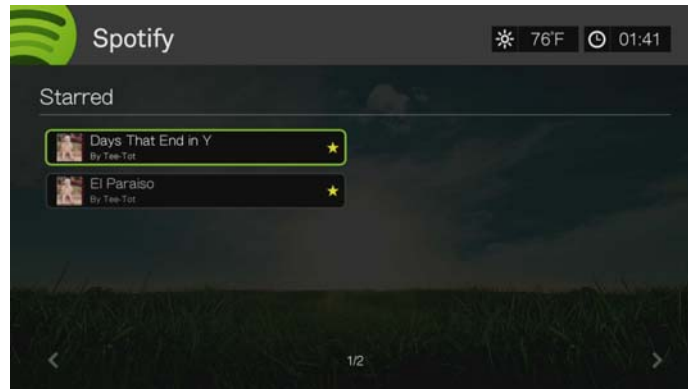 Spotify
76°F
01:41
Starred
Days That End in Y
By Tee-Tot
El Paraiso
By Tee-Tot
1/2